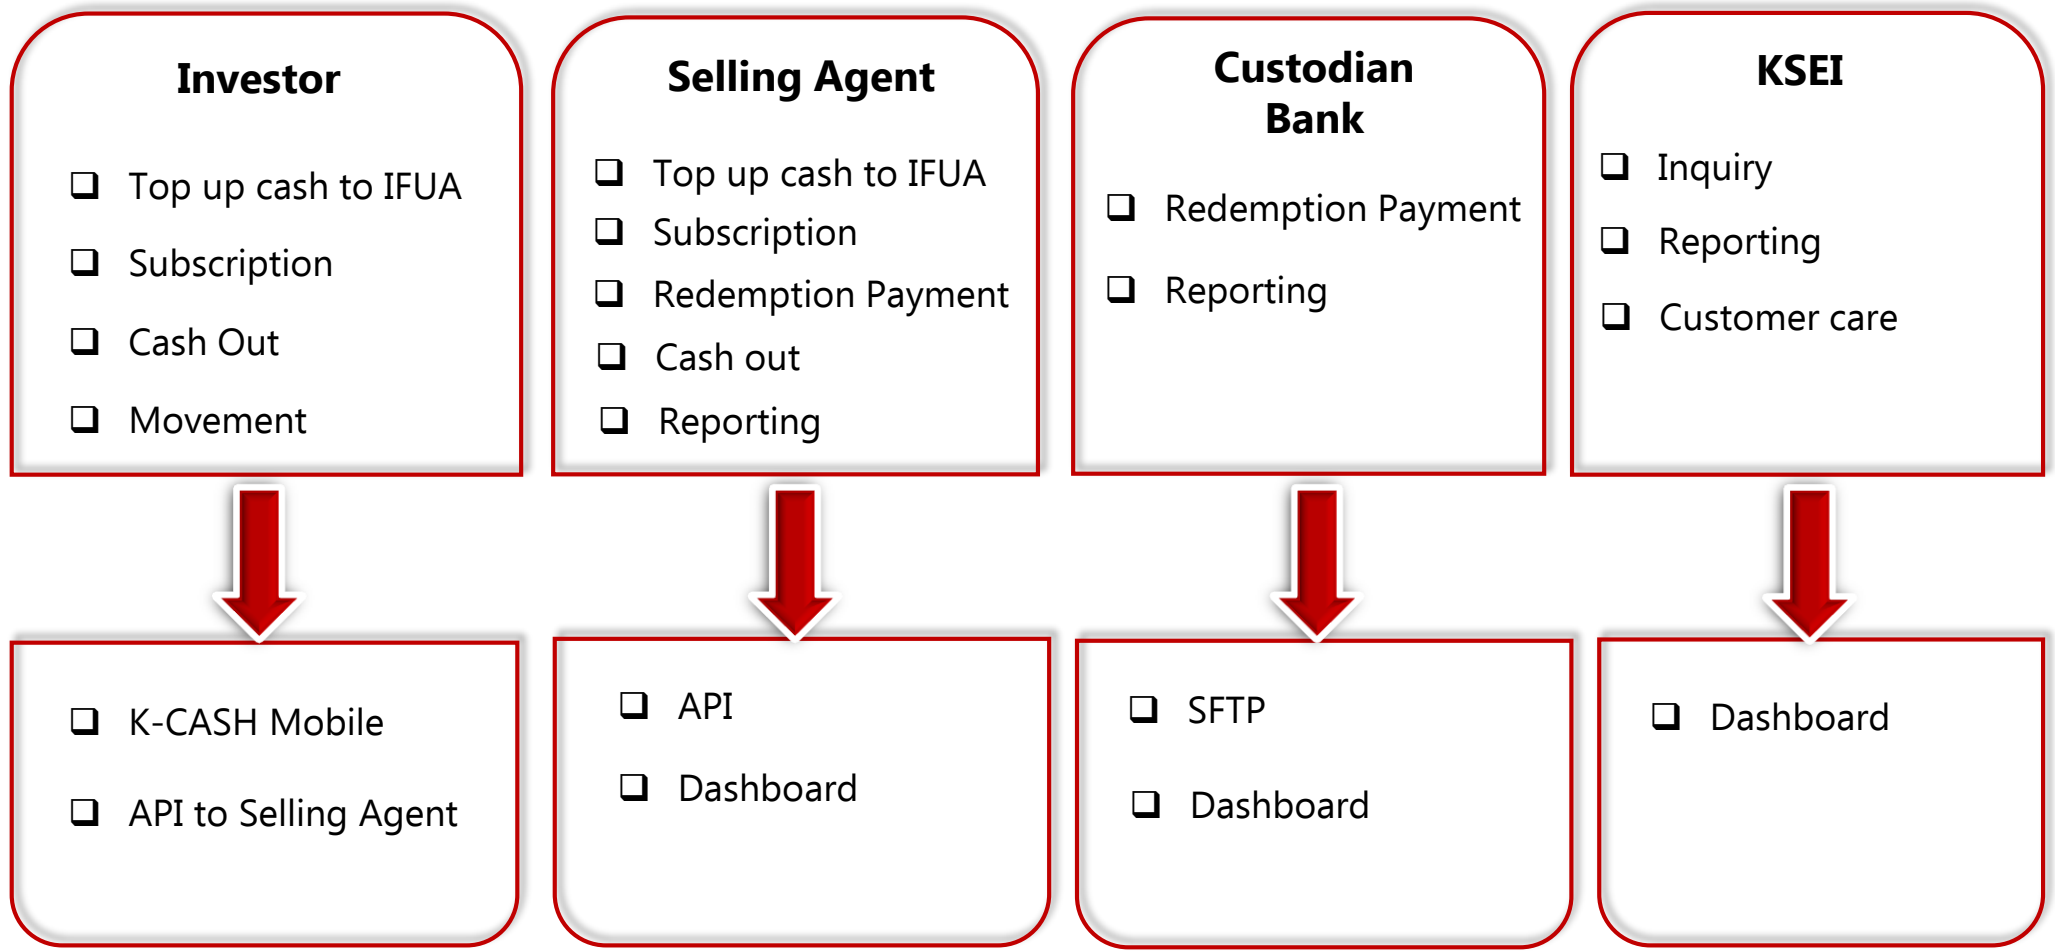 Investor
Top up cash to IFUA
Subscription
Cash Out
Movement
Selling Agent
Top up cash to IFUA
Subscription
Redemption Payment
Cash out
Reporting
Custodian
Bank
Redemption Payment
Reporting
KSEI
Inquiry
Reporting
Customer care
K-CASH Mobile
API to Selling Agent
API
Dashboard
SFTP
Dashboard
Dashboard